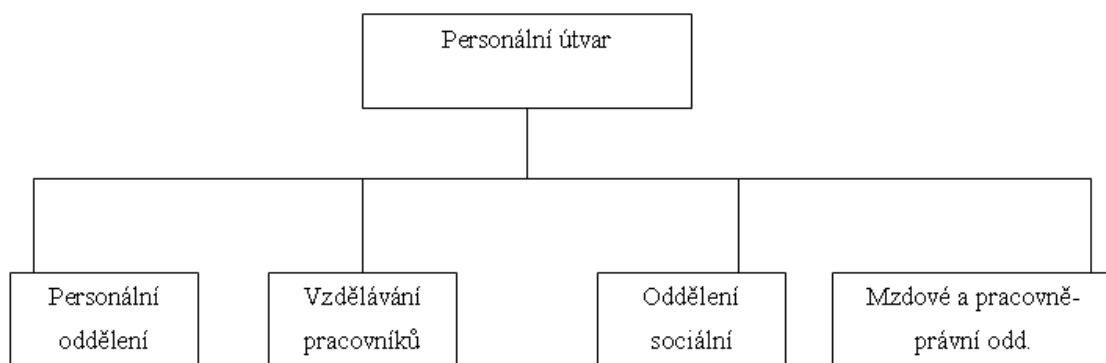 Personální útvar
Personální
oddělení
Vzdělávání
pracovníků
Oddělení
sociální
Mzdové a pracovně-
právní odd.